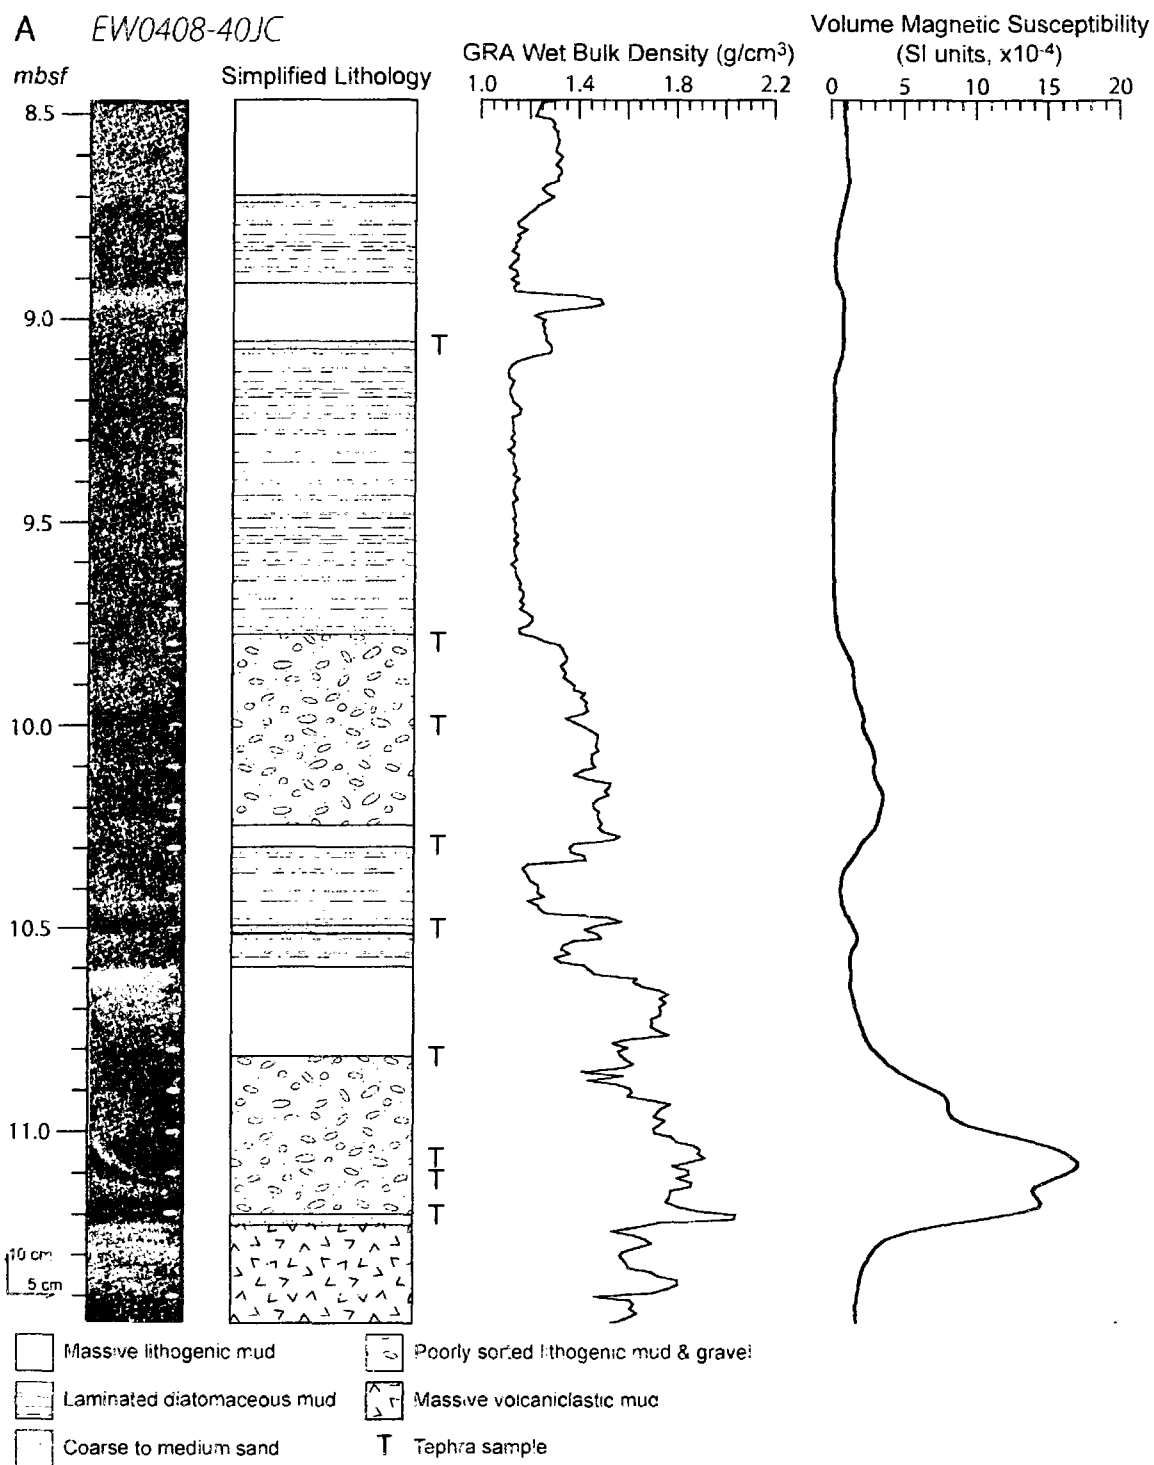 A EW0408-40JC
Volume Magnetic Susceptibility
(SI units, x10-4)
GRA Wet Bulk Density (g/cm3)
mbsf
Simplified Lithology
1.0 1.4 1.8 2.2
0 5 10 15 20
8.5
9.0
T
9.5
T
10.0
T
T
10.5
T
T
11.0
T
T
T
10 cm
5 cm
Massive lithogenic mud
Poorly sorted lithogenic mud & gravel
Laminated diatomaceous mud
Massive volcaniclastic mud
Coarse to medium sand
T Tephra sample